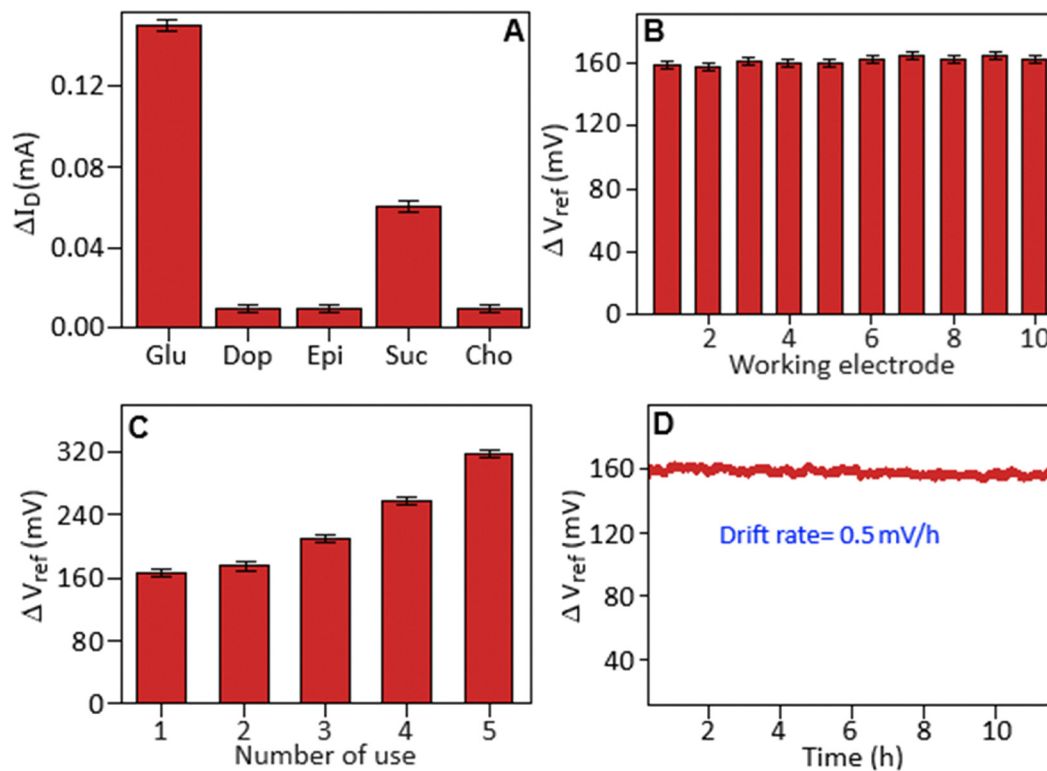 A
ΔI_D(mA)
0.12
0.08
0.04
0.00
Glu Dop Epi Suc Cho
B
Δ V_ref (mV)
160
120
80
40
0
2 4 6 8 10
Working electrode
C
Δ V_ref (mV)
320
240
160
80
0
1 2 3 4 5
Number of use
D
Δ V_ref (mV)
160
120
80
40
Drift rate= 0.5 mV/h
2 4 6 8 10
Time (h)